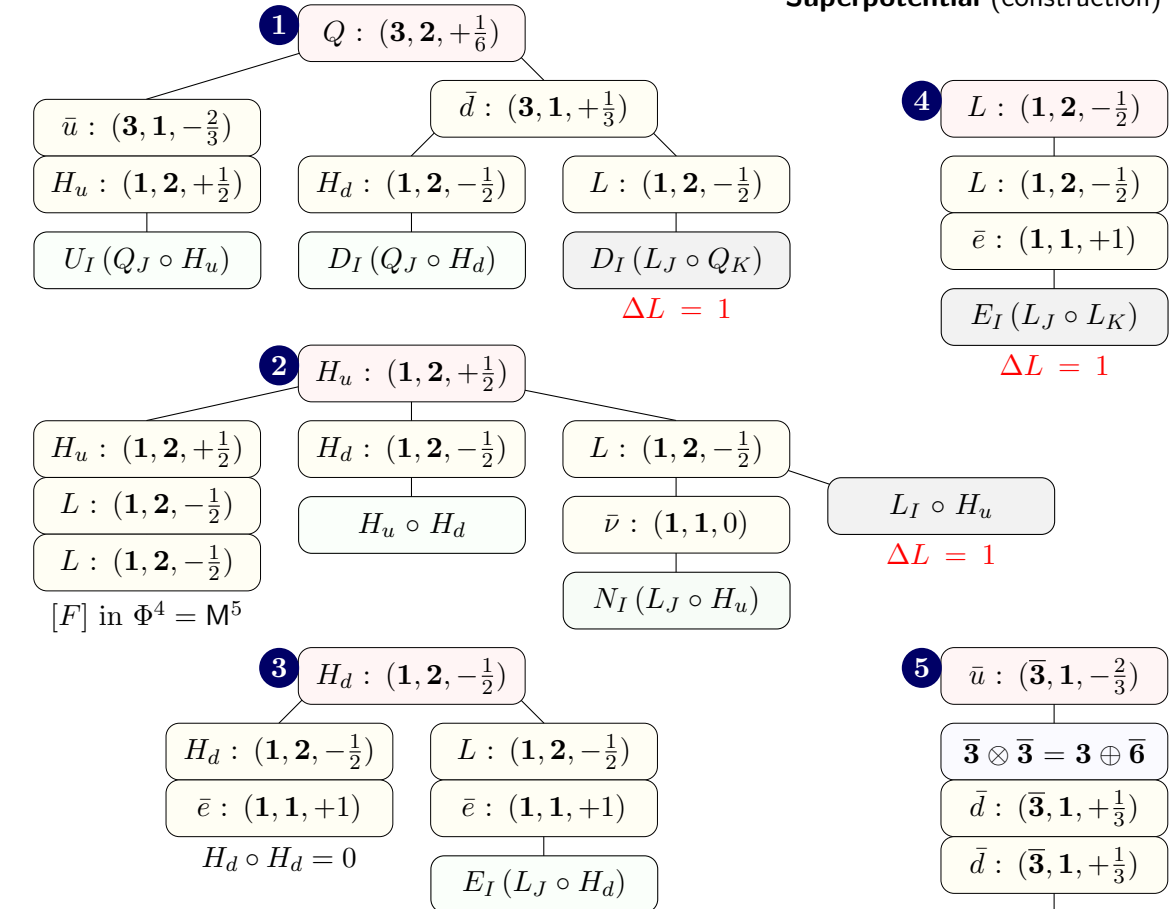 Superpotential (construction)
1 Q : (3, 2, +1/6)
ū : (3, 1, −2/3)
H_u : (1, 2, +1/2)
U_I (Q_J ∘ H_u)
d̄ : (3, 1, +1/3)
H_d : (1, 2, −1/2)
D_I (Q_J ∘ H_d)
L : (1, 2, −1/2)
D_I (L_J ∘ Q_K)
ΔL = 1
4 L : (1, 2, −1/2)
L : (1, 2, −1/2)
ē : (1, 1, +1)
E_I (L_J ∘ L_K)
ΔL = 1
2 H_u : (1, 2, +1/2)
H_u : (1, 2, +1/2)
L : (1, 2, −1/2)
L : (1, 2, −1/2)
[F] in Φ⁴ = M⁵
H_d : (1, 2, −1/2)
H_u ∘ H_d
L : (1, 2, −1/2)
ν̄ : (1, 1, 0)
N_I (L_J ∘ H_u)
L_I ∘ H_u
ΔL = 1
3 H_d : (1, 2, −1/2)
H_d : (1, 2, −1/2)
ē : (1, 1, +1)
H_d ∘ H_d = 0
L : (1, 2, −1/2)
ē : (1, 1, +1)
E_I (L_J ∘ H_d)
5 ū : (3̅, 1, −2/3)
3̅ ⊗ 3̅ = 3 ⊕ 6̅
d̄ : (3̅, 1, +1/3)
d̄ : (3̅, 1, +1/3)